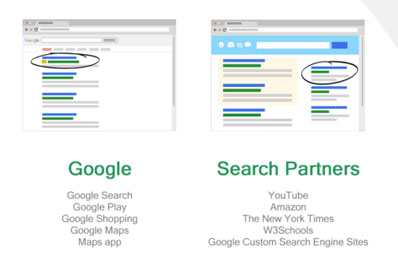 Google
Google
Google Search
Google Play
Google Shopping
Google Maps
Maps app
Search Partners
YouTube
Amazon
The New York Times
W3Schools
Google Custom Search Engine Sites